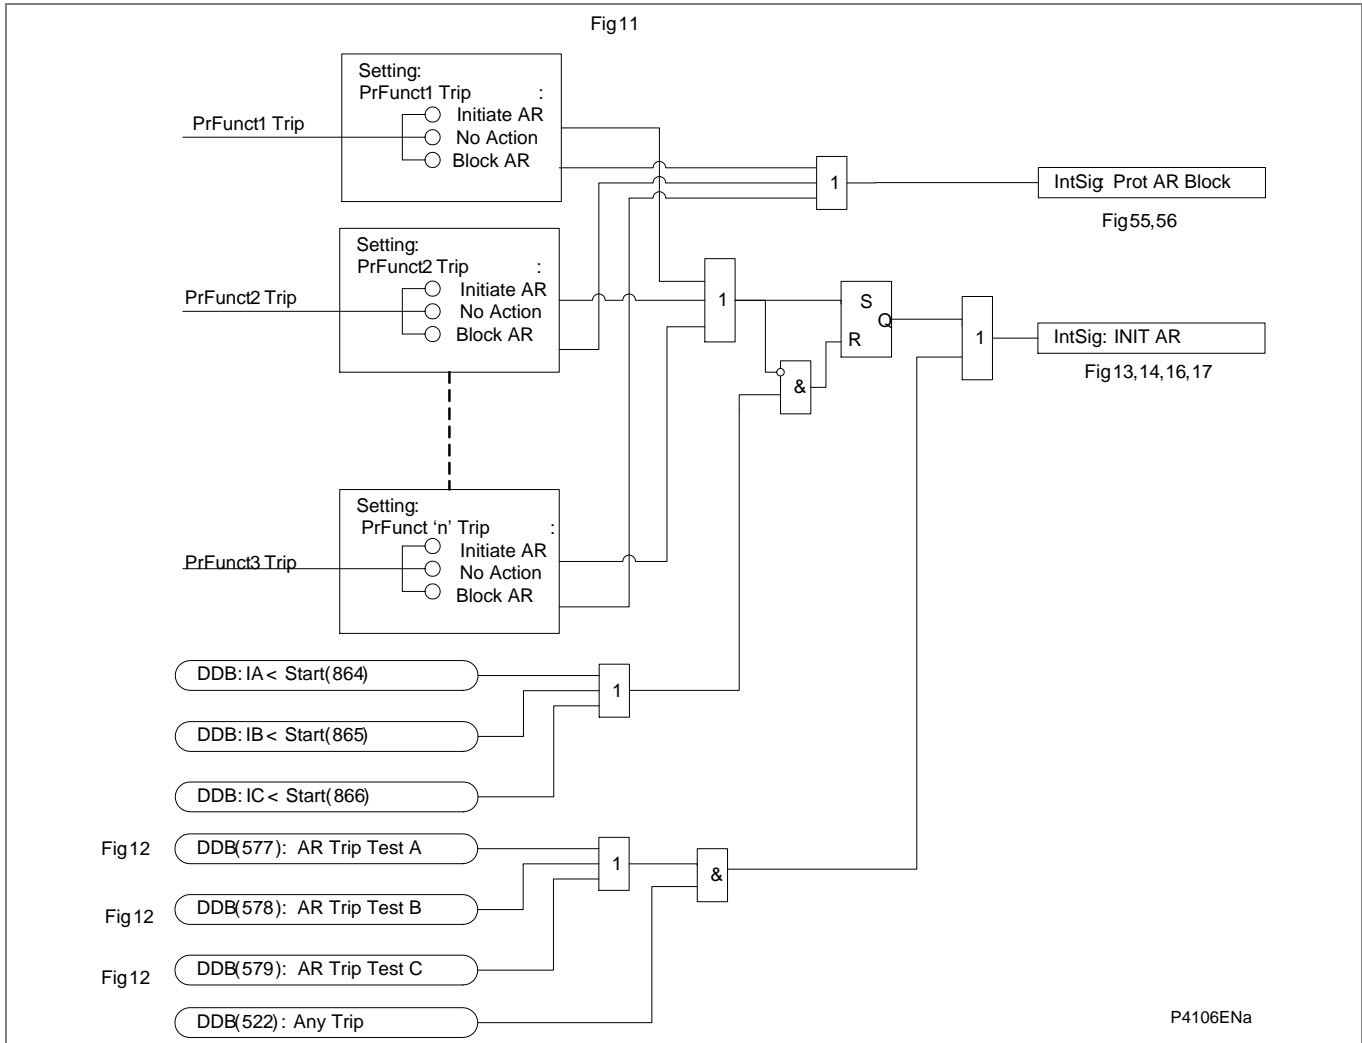 Fig11
Setting:
PrFunct1 Trip :
Initiate AR
No Action
Block AR
PrFunct1 Trip
1
IntSig: Prot AR Block
Fig55,56
Setting:
PrFunct2 Trip :
Initiate AR
No Action
Block AR
PrFunct2 Trip
1
S
Q
R
&
1
IntSig: INIT AR
Fig13,14,16,17
Setting:
PrFunct 'n' Trip :
Initiate AR
No Action
Block AR
PrFunct3 Trip
DDB: IA< Start(864)
1
DDB: IB< Start(865)
DDB: IC< Start(866)
Fig12
DDB(577): AR Trip Test A
1
&
Fig12
DDB(578): AR Trip Test B
Fig12
DDB(579): AR Trip Test C
DDB(522): Any Trip
P4106ENa